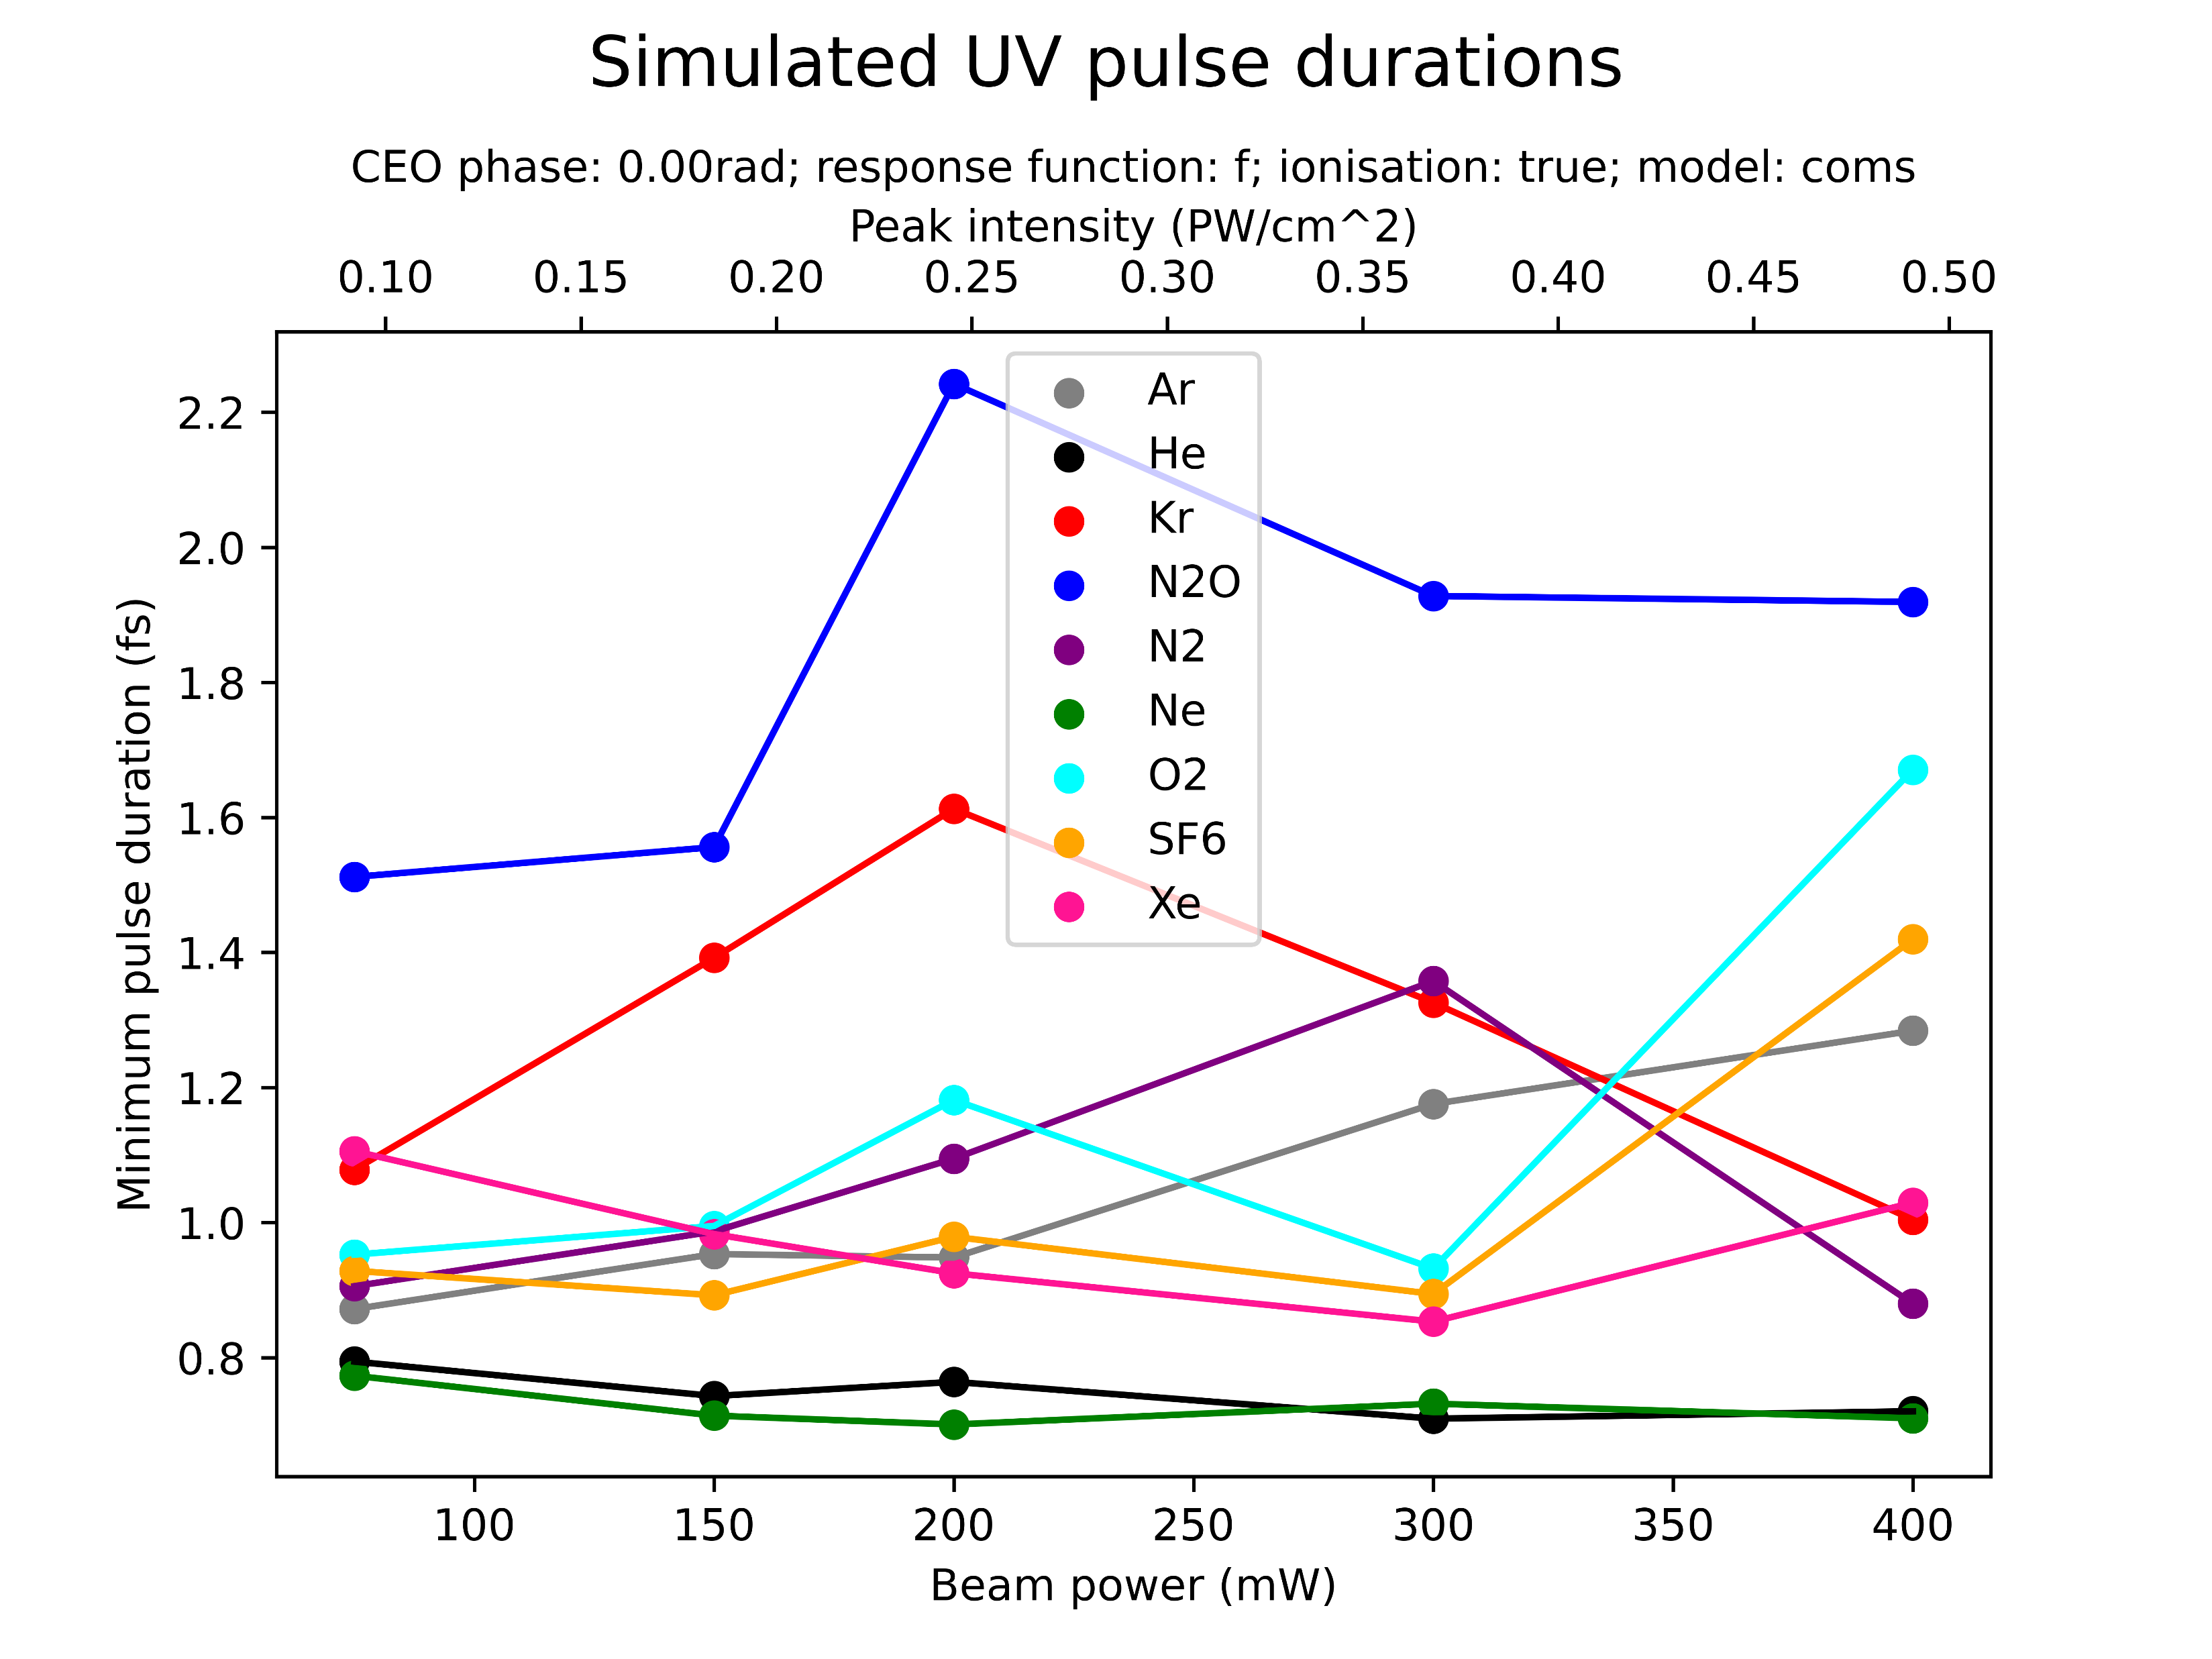 Simulated UV pulse durations
CEO phase: 0.00rad; response function: f; ionisation: true; model: coms
Peak intensity (PW/cm^2)
0.10 0.15 0.20 0.25 0.30 0.35 0.40 0.45 0.50
Minimum pulse duration (fs)
2.2
2.0
1.8
1.6
1.4
1.2
1.0
0.8
Ar
He
Kr
N2O
N2
Ne
O2
SF6
Xe
100 150 200 250 300 350 400
Beam power (mW)